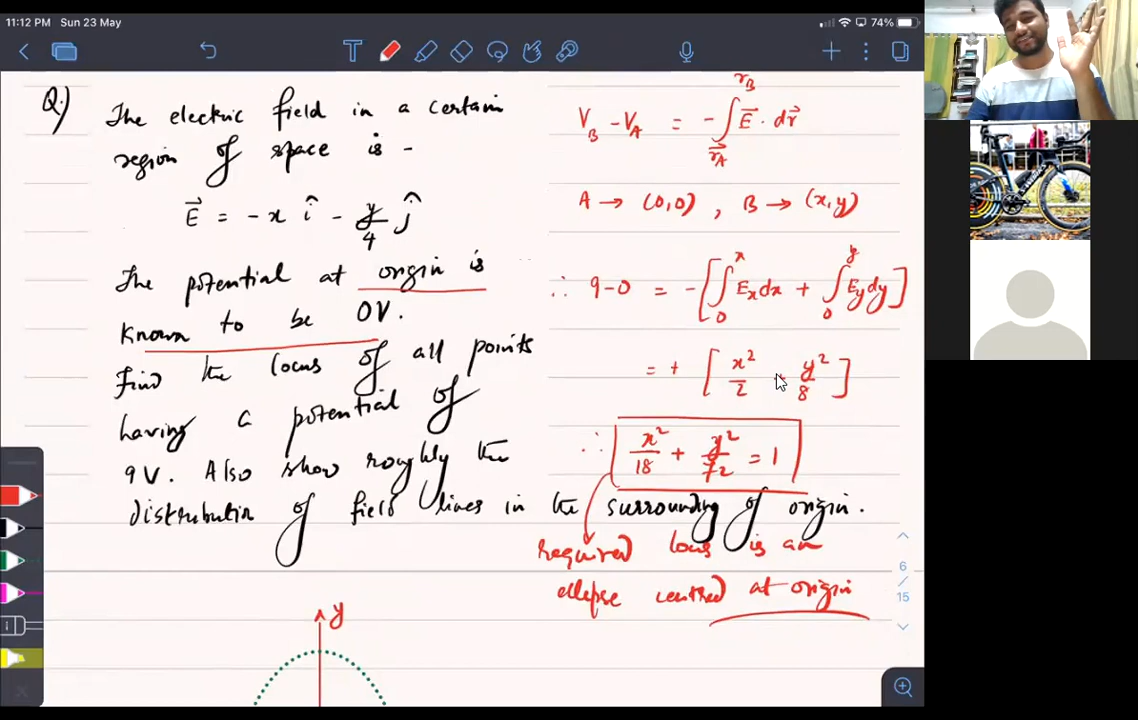 11:12 PM Sun 23 May
74%
Q) The electric field in a certain
region of space is -
E⃗ = -x î - y/4 ĵ
The potential at origin is
known to be 0V.
Find the locus of all points
having a potential of
9V. Also show roughly the
distribution of field lines in the surrounding of origin.
V_B - V_A = - ∫_{r⃗_A}^{r_B} E⃗ . dr⃗
A → (0,0) , B → (x,y)
∴ 9-0 = -[∫_0^x E_x dx + ∫_0^y E_y dy]
= + [x²/2 + y²/8]
∴ x²/18 + y²/72 = 1
required locus is an
ellipse centred at origin
6
/
15
y